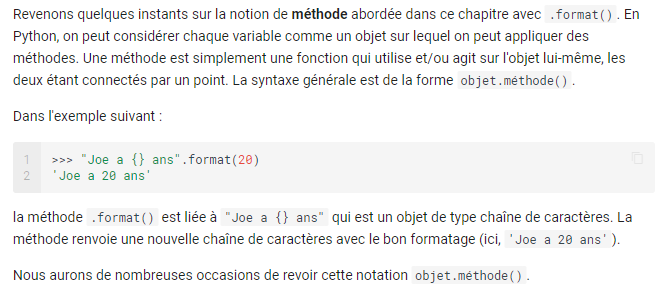 Revenons quelques instants sur la notion de méthode abordée dans ce chapitre avec .format(). En
Python, on peut considérer chaque variable comme un objet sur lequel on peut appliquer des
méthodes. Une méthode est simplement une fonction qui utilise et/ou agit sur l'objet lui-même, les
deux étant connectés par un point. La syntaxe générale est de la forme objet.méthode().
Dans l'exemple suivant :
1 >>> "Joe a {} ans".format(20)
2 'Joe a 20 ans'
la méthode .format() est liée à "Joe a {} ans" qui est un objet de type chaîne de caractères. La
méthode renvoie une nouvelle chaîne de caractères avec le bon formatage (ici, 'Joe a 20 ans').
Nous aurons de nombreuses occasions de revoir cette notation objet.méthode().